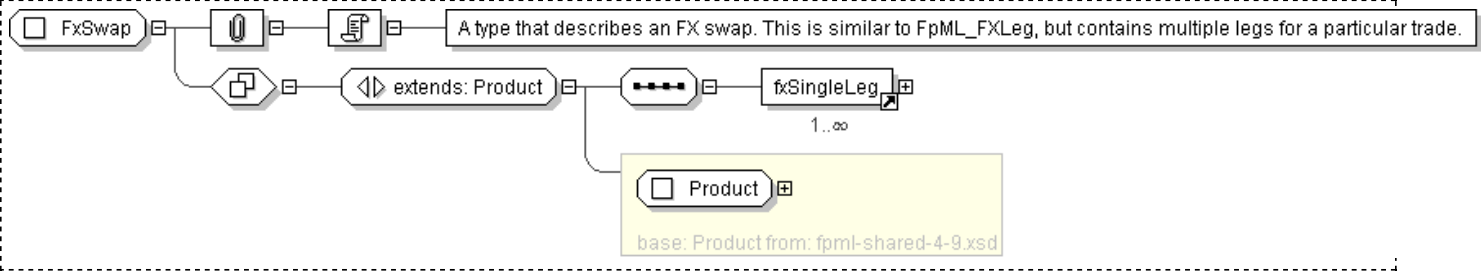 FxSwap
A type that describes an FX swap. This is similar to FpML_FXLeg, but contains multiple legs for a particular trade.
extends: Product
fxSingleLeg
1..∞
Product
base: Product from: fpml-shared-4-9.xsd